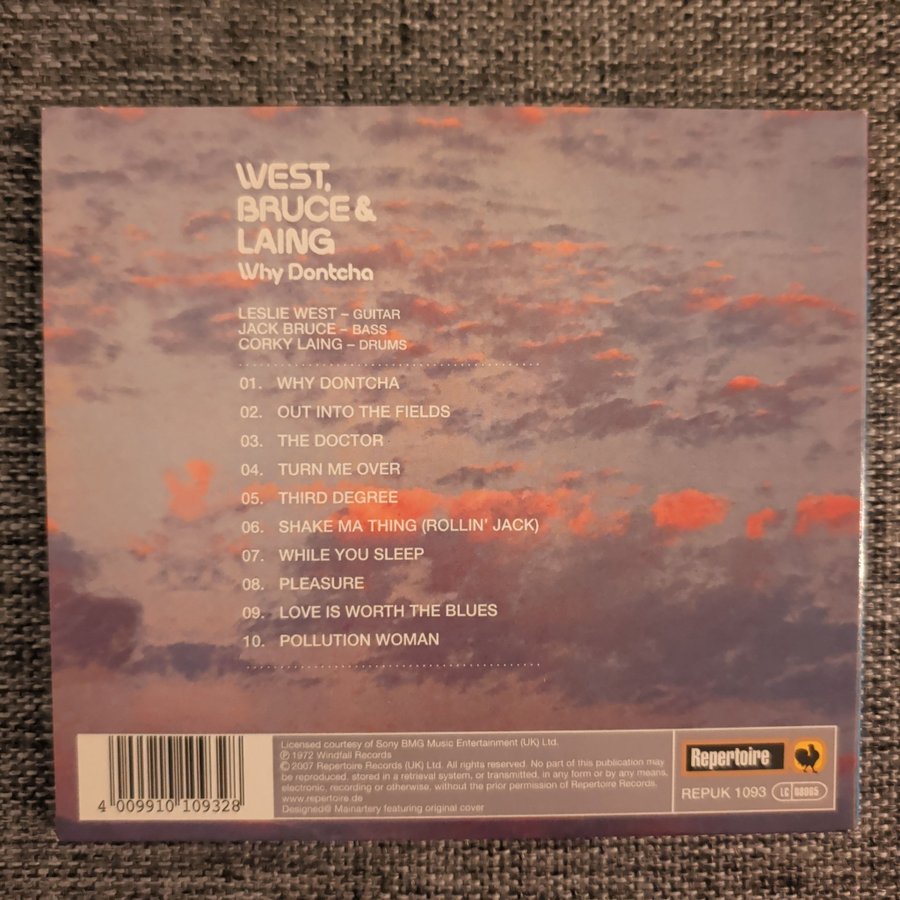 WEST,
BRUCE &
LAING
Why Dontcha
LESLIE WEST – GUITAR
JACK BRUCE – BASS
CORKY LAING – DRUMS
01. WHY DONTCHA
02. OUT INTO THE FIELDS
03. THE DOCTOR
04. TURN ME OVER
05. THIRD DEGREE
06. SHAKE MA THING (ROLLIN' JACK)
07. WHILE YOU SLEEP
08. PLEASURE
09. LOVE IS WORTH THE BLUES
10. POLLUTION WOMAN
4 009910 109328
Licensed courtesy of Sony BMG Music Entertainment (UK) Ltd.
℗ 1972 Windfall Records
© 2007 Repertoire Records (UK) Ltd. All rights reserved. No part of this publication may
be reproduced, stored in a retrieval system, or transmitted, in any form or by any means,
electronic, recording or otherwise, without the prior permission of Repertoire Records.
www.repertoire.de
Designed@ Mainartery featuring original cover
Repertoire
REPUK 1093 LC 08965